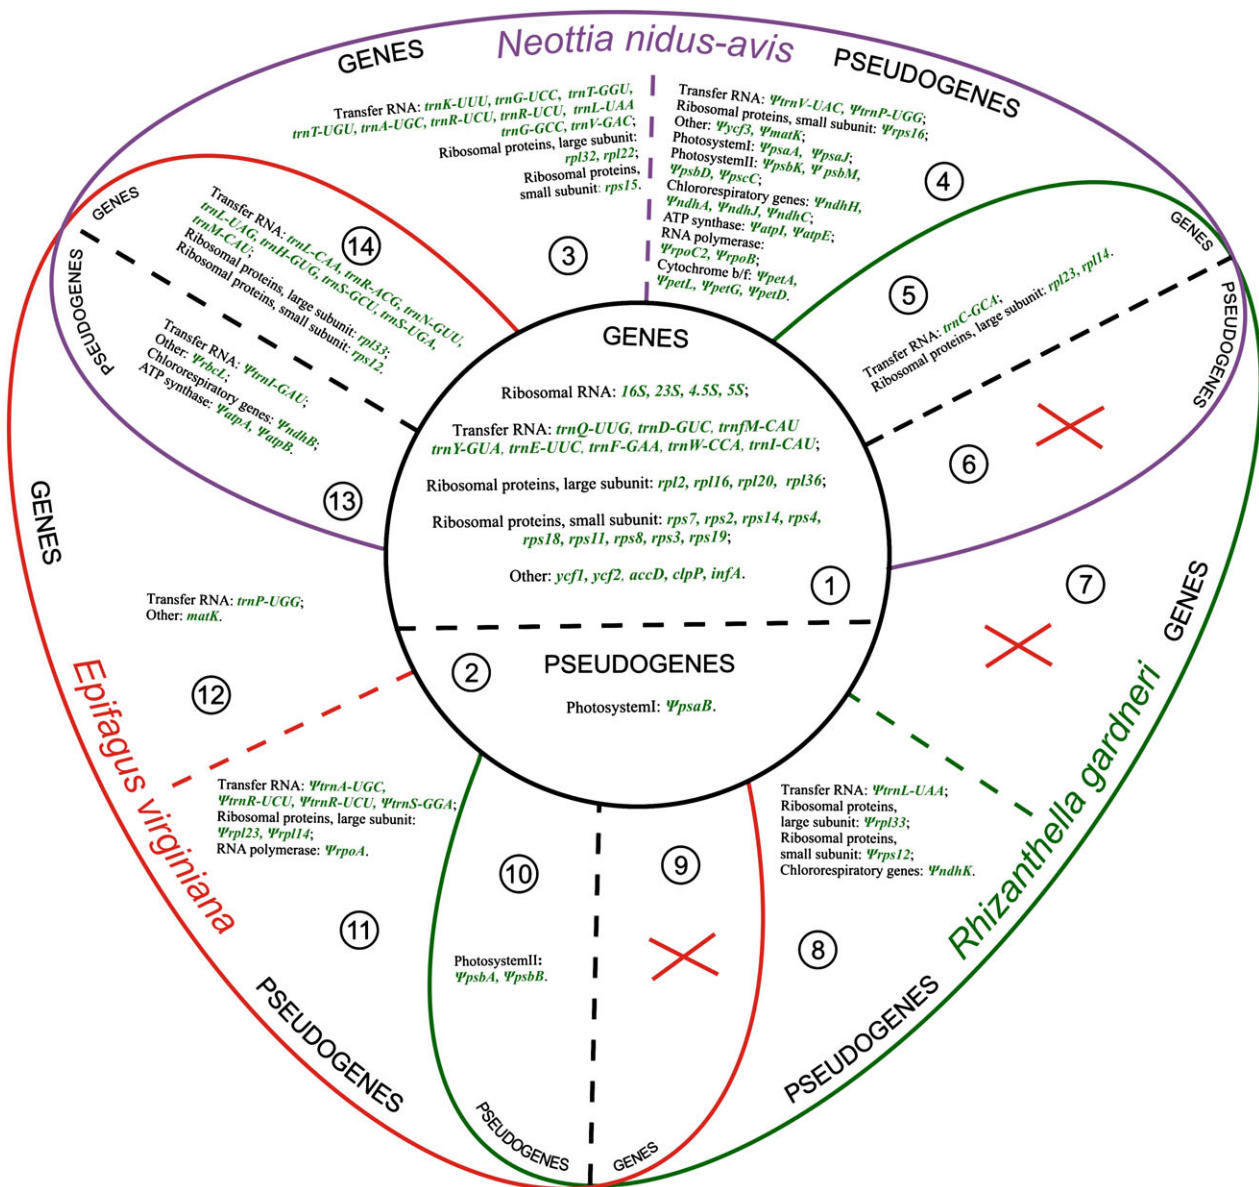 Neottia nidus-avis
GENES
Transfer RNA: trnK-UUU, trnG-UCC, trnT-GGU,
trnT-UGU, trnA-UGC, trnR-UCU, trnR-UCU, trnL-UAA
trnG-GCC, trnV-GAC;
Ribosomal proteins, large subunit:
rpl32, rpl22;
Ribosomal proteins,
small subunit: rps15.
3
PSEUDOGENES
Transfer RNA: ΨtrnV-UAC, ΨtrnP-UGG;
Ribosomal proteins, small subunit: Ψrps16;
Other: Ψycf3, ΨmatK;
PhotosystemI: ΨpsaA, ΨpsaJ;
PhotosystemII: ΨpsbK, ΨpsbM,
ΨpsbD, ΨpscC;
Chlororespiratory genes: ΨndhH,
ΨndhA, ΨndhJ, ΨndhC;
ATP synthase: ΨatpI, ΨatpE;
RNA polymerase:
ΨrpoC2, ΨrpoB;
Cytochrome b/f: ΨpetA,
ΨpetL, ΨpetG, ΨpetD.
4
GENES
Transfer RNA: trnL-CAA, trnR-ACG, trnN-GUU,
trnL-UAG, trnH-GUG, trnS-GCU, trnS-UGA,
trnM-CAU;
Ribosomal proteins, large subunit: rpl33;
Ribosomal proteins, small subunit: rps12.
14
PSEUDOGENES
Transfer RNA: ΨtrnI-GAU;
Other: ΨrbcL;
Chlororespiratory genes: ΨndhB;
ATP synthase: ΨatpA, ΨatpB.
13
GENES
5
Transfer RNA: trnC-GCA;
Ribosomal proteins, large subunit: rpl23, rpl14.
PSEUDOGENES
6
GENES
Ribosomal RNA: 16S, 23S, 4.5S, 5S;
Transfer RNA: trnQ-UUG, trnD-GUC, trnfM-CAU
trnY-GUA, trnE-UUC, trnF-GAA, trnW-CCA, trnI-CAU;
Ribosomal proteins, large subunit: rpl2, rpl16, rpl20, rpl36;
Ribosomal proteins, small subunit: rps7, rps2, rps14, rps4,
rps18, rps11, rps8, rps3, rps19;
Other: ycf1, ycf2, accD, clpP, infA.
1
2
PSEUDOGENES
PhotosystemI: ΨpsaB.
GENES
7
Rhizanthella gardneri
Transfer RNA: ΨtrnL-UAA;
Ribosomal proteins,
large subunit: Ψrpl33;
Ribosomal proteins,
small subunit: Ψrps12;
Chlororespiratory genes: ΨndhK.
8
PSEUDOGENES
GENES
Transfer RNA: trnP-UGG;
Other: matK.
12
Epifagus virginiana
Transfer RNA: ΨtrnA-UGC,
ΨtrnR-UCU, ΨtrnR-UCU, ΨtrnS-GGA;
Ribosomal proteins, large subunit:
Ψrpl23, Ψrpl14;
RNA polymerase: ΨrpoA.
11
PSEUDOGENES
10
PhotosystemII:
ΨpsbA, ΨpsbB.
PSEUDOGENES
9
GENES